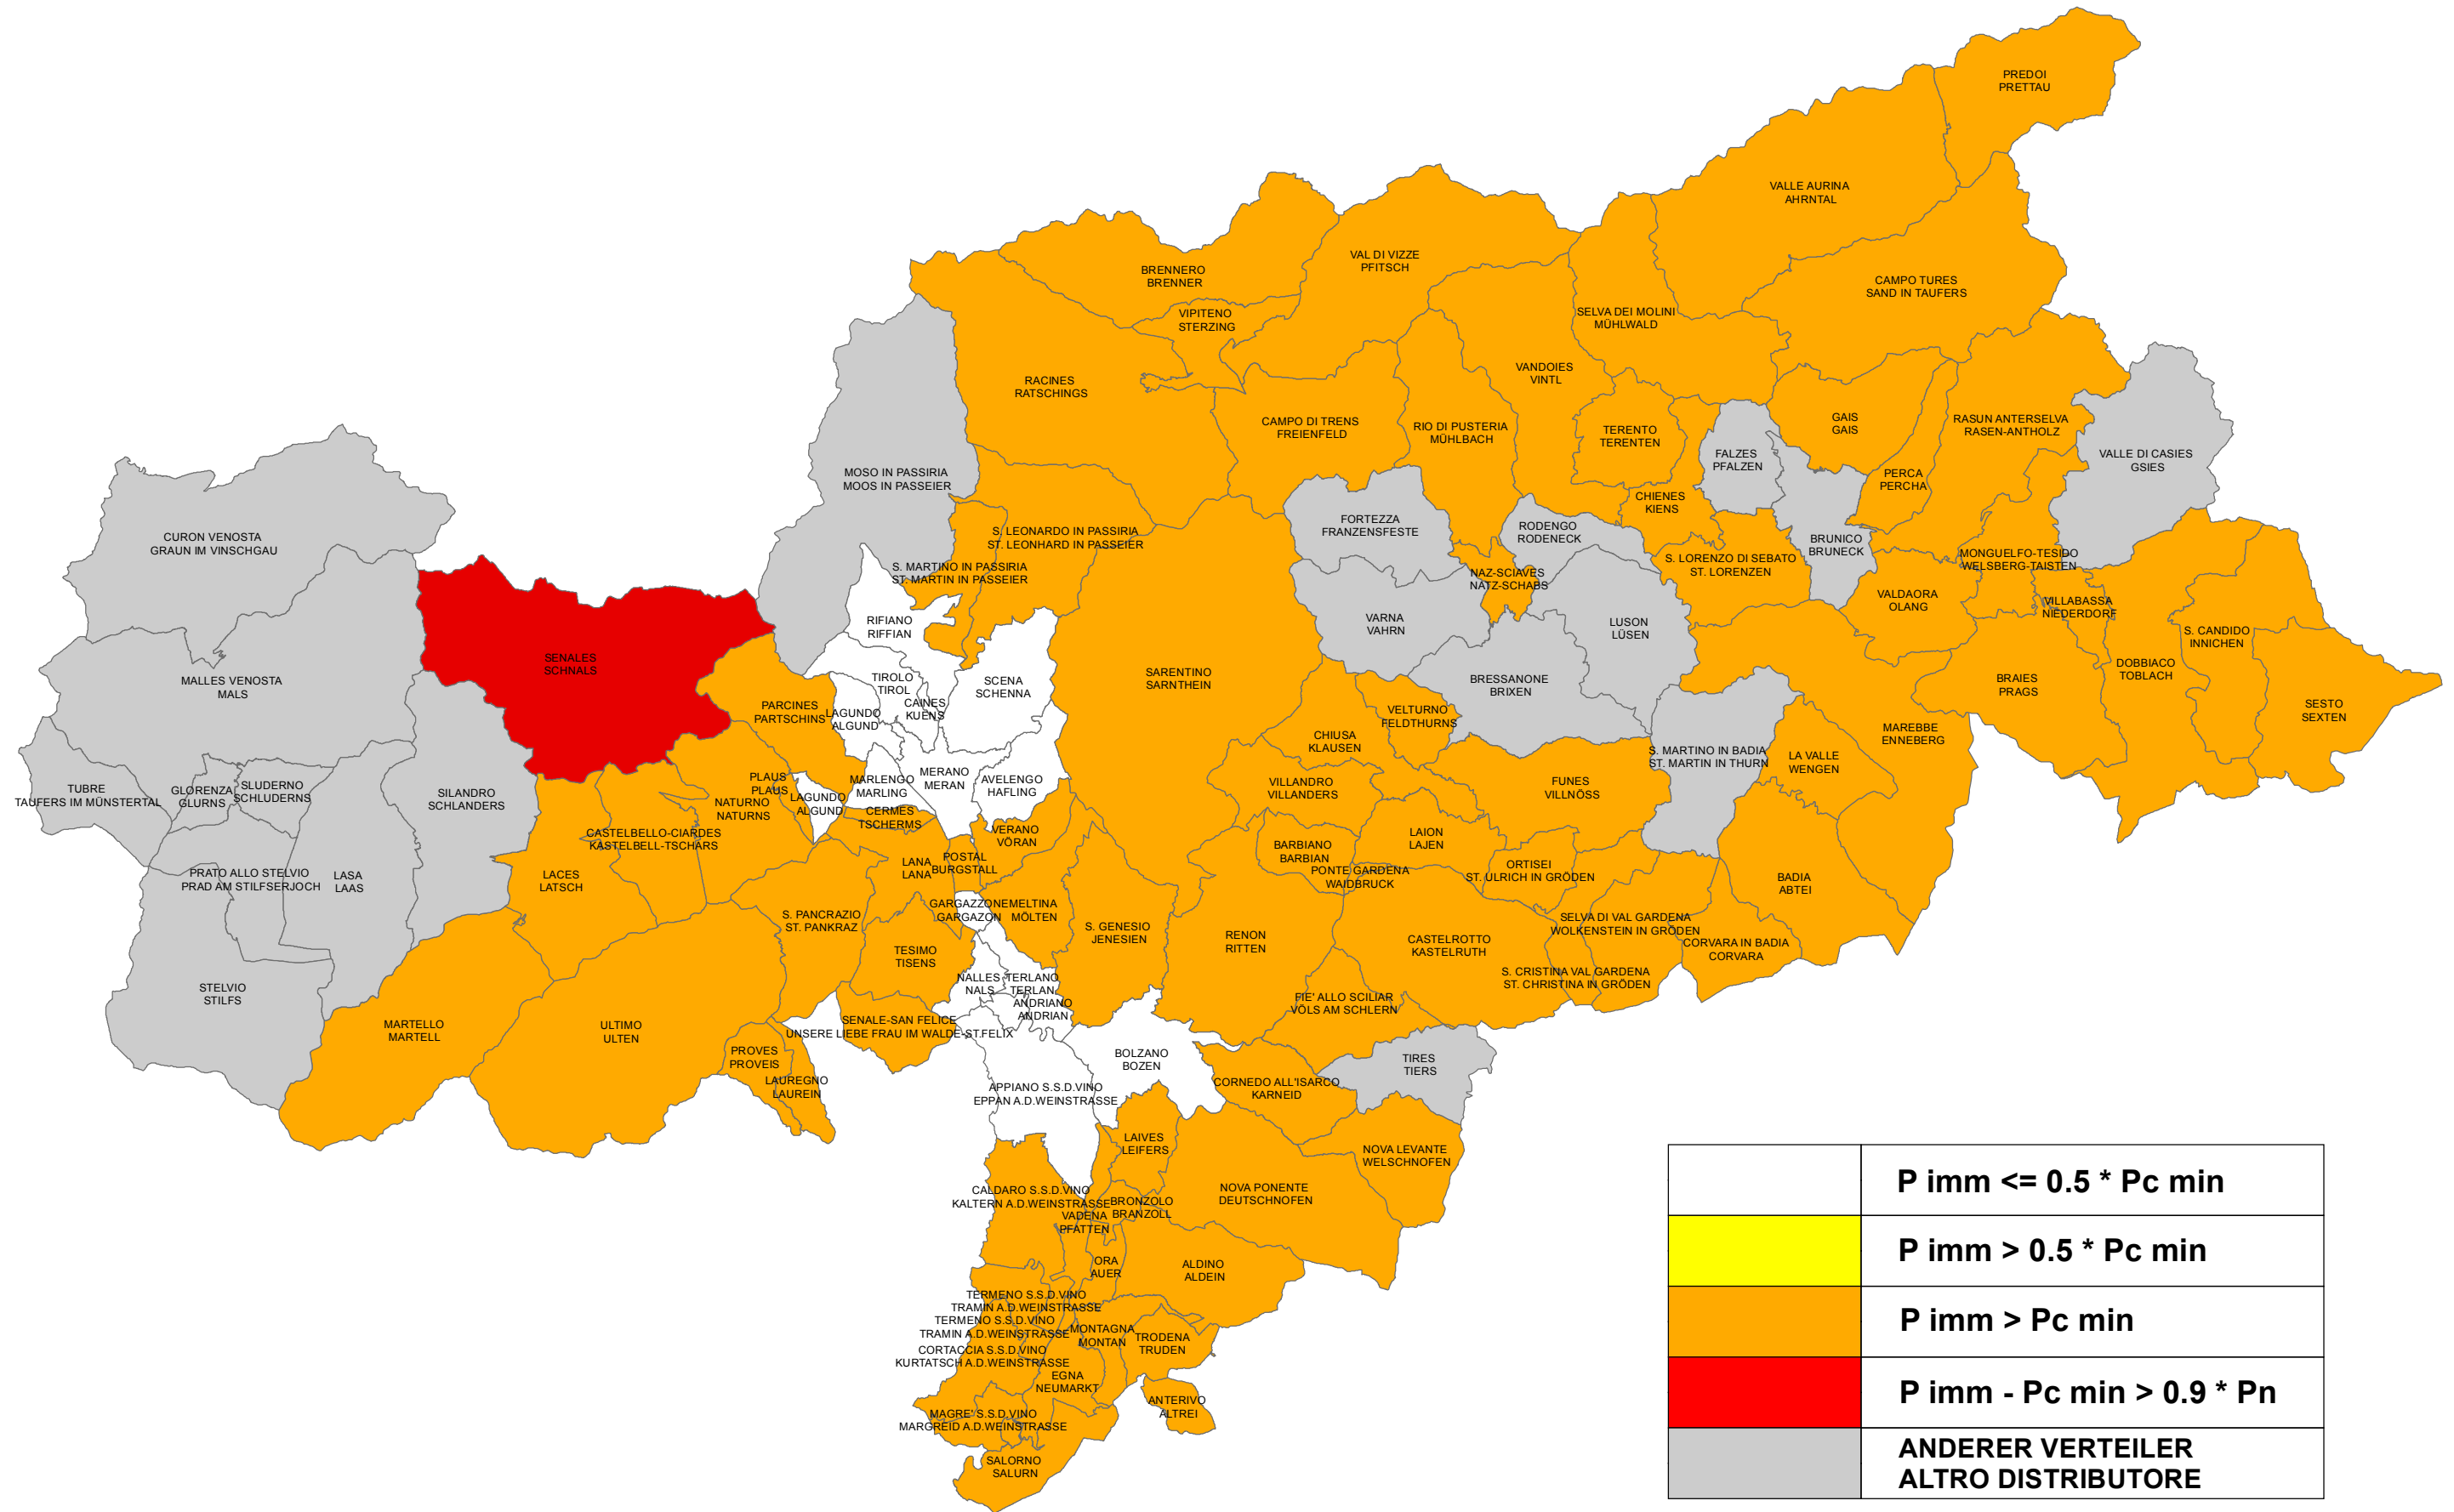 PREDOI
PRETTAU
VALLE AURINA
AHRNTAL
CAMPO TURES
SAND IN TAUFERS
BRENNERO
BRENNER
VAL DI VIZZE
PFITSCH
VIPITENO
STERZING
SELVA DEI MOLINI
MÜHLWALD
RACINES
RATSCHINGS
VANDOIES
VINTL
CAMPO DI TRENS
FREIENFELD
RIO DI PUSTERIA
MÜHLBACH
TERENTO
TERENTEN
GAIS
GAIS
RASUN ANTERSELVA
RASEN-ANTHOLZ
FALZES
PFALZEN
VALLE DI CASIES
GSIES
PERCA
PERCHA
MOSO IN PASSIRIA
MOOS IN PASSEIER
CHIENES
KIENS
FORTEZZA
FRANZENSFESTE
RODENGO
RODENECK
BRUNICO
BRUNECK
CURON VENOSTA
GRAUN IM VINSCHGAU
S. LEONARDO IN PASSIRIA
ST. LEONHARD IN PASSEIER
S. MARTINO IN PASSIRIA
ST. MARTIN IN PASSEIER
NAZ-SCIAVES
NATZ-SCHABS
S. LORENZO DI SEBATO
ST. LORENZEN
MONGUELFO-TESIDO
WELSBERG-TAISTEN
VALDAORA
OLANG
VILLABASSA
NIEDERDORF
RIFIANO
RIFFIAN
VARNA
VAHRN
LUSON
LÜSEN
S. CANDIDO
INNICHEN
SENALES
SCHNALS
MALLES VENOSTA
MALS
TIROLO
TIROL
SCENA
SCHENNA
SARENTINO
SARNTHEIN
BRESSANONE
BRIXEN
BRAIES
PRAGS
DOBBIACO
TOBLACH
SESTO
SEXTEN
PARCINES
PARTSCHINS
LAGUNDO
ALGUND
CAINES
KUENS
VELTURNO
FELDTHURNS
CHIUSA
KLAUSEN
MAREBBE
ENNEBERG
S. MARTINO IN BADIA
ST. MARTIN IN THURN
LA VALLE
WENGEN
TUBRE
TAUFERS IM MÜNSTERTAL
GLORENZA
GLURNS
SLUDERNO
SCHLUDERNS
SILANDRO
SCHLANDERS
PLAUS
PLAUS
NATURNO
NATURNS
LAGUNDO
ALGUND
MARLENGO
MARLING
MERANO
MERAN
AVELENGO
HAFLING
VILLANDRO
VILLANDERS
FUNES
VILLNÖSS
CERMES
TSCHERMS
CASTELBELLO-CIARDES
KASTELBELL-TSCHARS
VERANO
VÖRAN
BARBIANO
BARBIAN
LAION
LAJEN
PRATO ALLO STELVIO
PRAD AM STILFSERJOCH
LASA
LAAS
LACES
LATSCH
LANA
LANA
POSTAL
BURGSTALL
PONTE GARDENA
WAIDBRUCK
ORTISEI
ST. ULRICH IN GRÖDEN
BADIA
ABTEI
GARGAZZONE
GARGAZON
MELTINA
MÖLTEN
S. PANCRAZIO
ST. PANKRAZ
S. GENESIO
JENESIEN
RENON
RITTEN
CASTELROTTO
KASTELRUTH
SELVA DI VAL GARDENA
WOLKENSTEIN IN GRÖDEN
CORVARA IN BADIA
CORVARA
TESIMO
TISENS
S. CRISTINA VAL GARDENA
ST. CHRISTINA IN GRÖDEN
STELVIO
STILFS
NALLES
NALS
TERLANO
TERLAN
ANDRIANO
ANDRIAN
FIE' ALLO SCILIAR
VÖLS AM SCHLERN
MARTELLO
MARTELL
ULTIMO
ULTEN
SENALE-SAN FELICE
UNSERE LIEBE FRAU IM WALDE-ST.FELIX
PROVES
PROVEIS
LAUREGNO
LAUREIN
BOLZANO
BOZEN
TIRES
TIERS
APPIANO S.S.D.VINO
EPPAN A.D.WEINSTRASSE
CORNEDO ALL'ISARCO
KARNEID
LAIVES
LEIFERS
NOVA LEVANTE
WELSCHNOFEN
CALDARO S.S.D.VINO
KALTERN A.D.WEINSTRASSE
VADENA
PFATTEN
BRONZOLO
BRANZOLL
NOVA PONENTE
DEUTSCHNOFEN
ORA
AUER
ALDINO
ALDEIN
TERMENO S.S.D.VINO
TRAMIN A.D.WEINSTRASSE
TERMENO S.S.D.VINO
TRAMIN A.D.WEINSTRASSE
MONTAGNA
MONTAN
TRODENA
TRUDEN
CORTACCIA S.S.D.VINO
KURTATSCH A.D.WEINSTRASSE
EGNA
NEUMARKT
ANTERIVO
ALTREI
MAGRE' S.S.D.VINO
MARGREID A.D.WEINSTRASSE
SALORNO
SALURN
P imm <= 0.5 * Pc min
P imm > 0.5 * Pc min
P imm > Pc min
P imm - Pc min > 0.9 * Pn
ANDERER VERTEILER
ALTRO DISTRIBUTORE